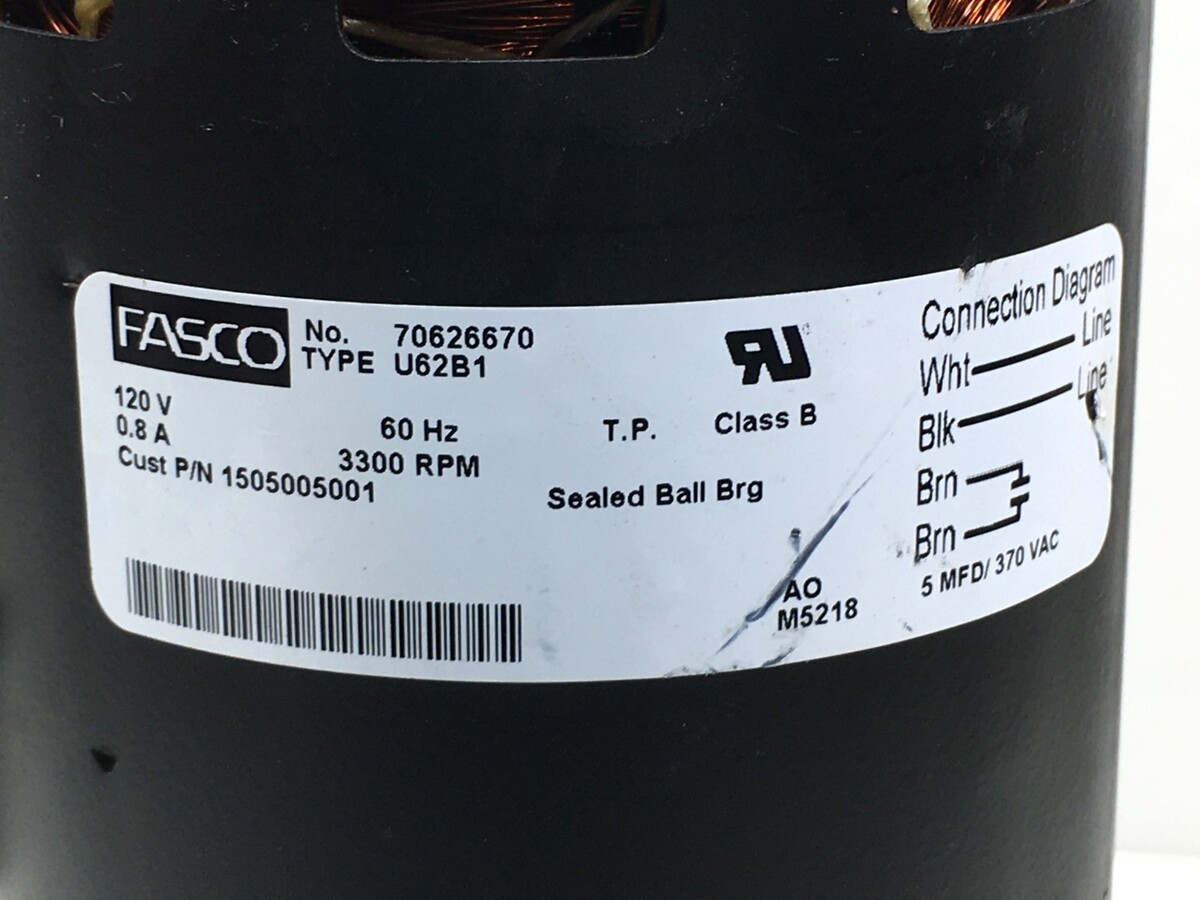 FASCO
No. 70626670
TYPE U62B1
120 V
0.8 A
60 Hz
3300 RPM
Cust P/N 1505005001
T.P.
Class B
Sealed Ball Brg
AO
M5218
Connection Diagram
Wht Line
Blk Line
Brn
Brn
5 MFD/ 370 VAC